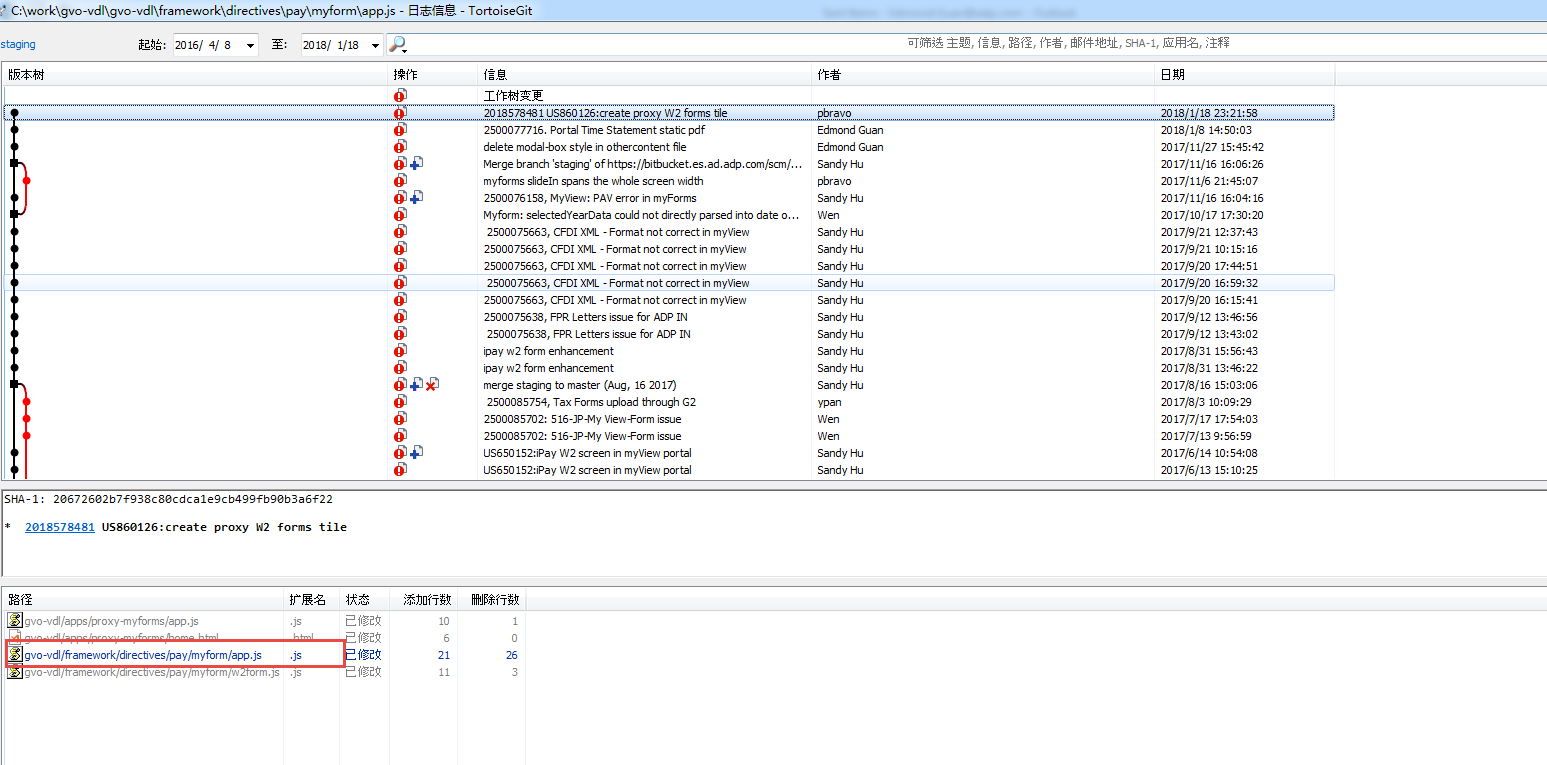 C:\work\gvo-vdl\gvo-vdl\framework\directives\pay\myform\app.js - 日志信息 - TortoiseGit
staging 起始: 2016/ 4/ 8 至: 2018/ 1/18 可筛选 主题, 信息, 路径, 作者, 邮件地址, SHA-1, 应用名, 注释
版本树 操作 信息 作者 日期
工作树变更
2018578481 US860126:create proxy W2 forms tile pbravo 2018/1/18 23:21:58
2500077716. Portal Time Statement static pdf Edmond Guan 2018/1/8 14:50:03
delete modal-box style in othercontent file Edmond Guan 2017/11/27 15:45:42
Merge branch 'staging' of https://bitbucket.es.ad.adp.com/scm/... Sandy Hu 2017/11/16 16:06:26
myforms slideIn spans the whole screen width pbravo 2017/11/6 21:45:07
2500076158, MyView: PAV error in myForms Sandy Hu 2017/11/16 16:04:16
Myform: selectedYearData could not directly parsed into date o... Wen 2017/10/17 17:30:20
2500075663, CFDI XML - Format not correct in myView Sandy Hu 2017/9/21 12:37:43
2500075663, CFDI XML - Format not correct in myView Sandy Hu 2017/9/21 10:15:16
2500075663, CFDI XML - Format not correct in myView Sandy Hu 2017/9/20 17:44:51
2500075663, CFDI XML - Format not correct in myView Sandy Hu 2017/9/20 16:59:32
2500075663, CFDI XML - Format not correct in myView Sandy Hu 2017/9/20 16:15:41
2500075638, FPR Letters issue for ADP IN Sandy Hu 2017/9/12 13:46:56
2500075638, FPR Letters issue for ADP IN Sandy Hu 2017/9/12 13:43:02
ipay w2 form enhancement Sandy Hu 2017/8/31 15:56:43
ipay w2 form enhancement Sandy Hu 2017/8/31 13:46:22
merge staging to master (Aug, 16 2017) Sandy Hu 2017/8/16 15:03:06
2500085754, Tax Forms upload through G2 ypan 2017/8/3 10:09:29
2500085702: 516-JP-My View-Form issue Wen 2017/7/17 17:54:03
2500085702: 516-JP-My View-Form issue Wen 2017/7/13 9:56:59
US650152:iPay W2 screen in myView portal Sandy Hu 2017/6/14 10:54:08
US650152:iPay W2 screen in myView portal Sandy Hu 2017/6/13 15:10:25
SHA-1: 20672602b7f938c80cdca1e9cb499fb90b3a6f22
* 2018578481 US860126:create proxy W2 forms tile
路径 扩展名 状态 添加行数 删除行数
gvo-vdl/apps/proxy-myforms/app.js .js 已修改 10 1
gvo-vdl/apps/proxy-myforms/home.html .html 已修改 6 0
gvo-vdl/framework/directives/pay/myform/app.js .js 已修改 21 26
gvo-vdl/framework/directives/pay/myform/w2form.js .js 已修改 11 3